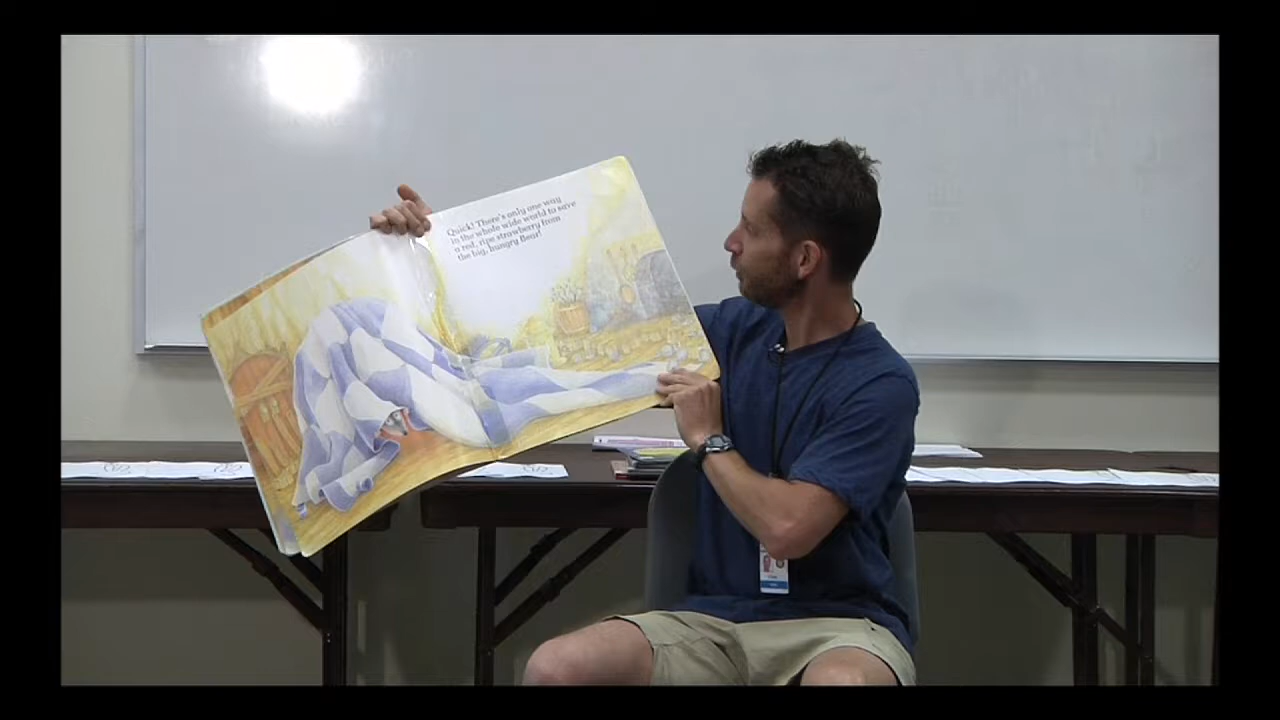 Quick! There's only one way
in the whole wide world to save
a red, ripe strawberry from
the big, hungry Bear!